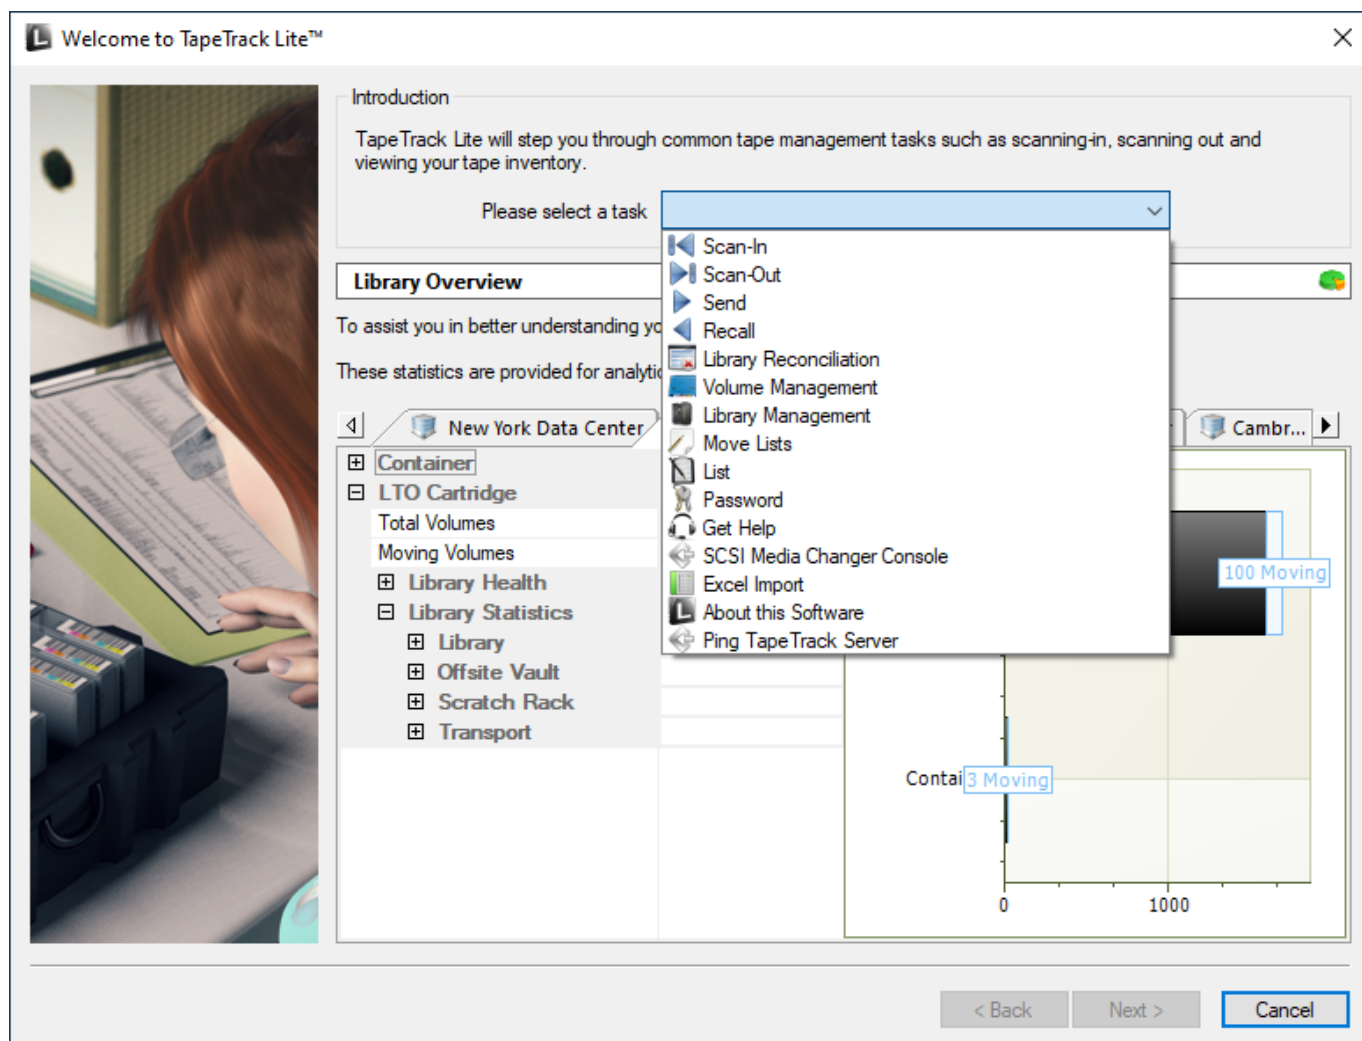 Welcome to TapeTrack Lite™
Introduction
TapeTrack Lite will step you through common tape management tasks such as scanning-in, scanning out and
viewing your tape inventory.
Please select a task
Scan-In
Scan-Out
Send
Recall
Library Reconciliation
Volume Management
Library Management
Move Lists
List
Password
Get Help
SCSI Media Changer Console
Excel Import
About this Software
Ping TapeTrack Server
Library Overview
To assist you in better understanding
These statistics are provided for
New York Data Center
Cambr...
Container
LTO Cartridge
Total Volumes
Moving Volumes
Library Health
Library Statistics
Library
Offsite Vault
Scratch Rack
Transport
100 Moving
Contai
3 Moving
0
1000
< Back
Next >
Cancel